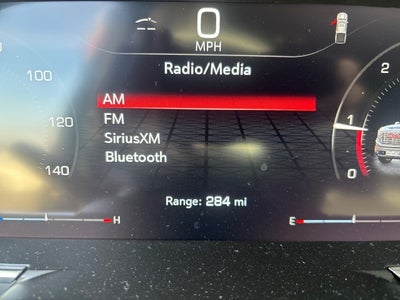 0
MPH
Radio/Media
2
100
AM
FM
120
1
SiriusXM
Bluetooth
140
0
Range: 284 mi
H
E